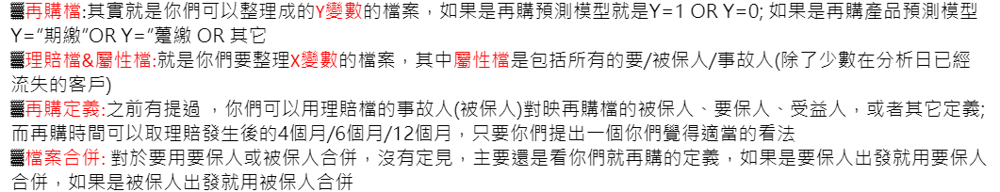 ▓再購檔:其實就是你們可以整理成的Y變數的檔案，如果是再購預測模型就是Y=1 OR Y=0; 如果是再購產品預測模型
Y=”期繳”OR Y=”躉繳 OR 其它
▓理賠檔&屬性檔:就是你們要整理X變數的檔案，其中屬性檔是包括所有的要/被保人/事故人(除了少數在分析日已經
流失的客戶)
▓再購定義:之前有提過 ，你們可以用理賠檔的事故人(被保人)對映再購檔的被保人、要保人、受益人，或者其它定義;
而再購時間可以取理賠發生後的4個月/6個月/12個月，只要你們提出一個你們覺得適當的看法
▓檔案合併: 對於要用要保人或被保人合併，沒有定見，主要還是看你們就再購的定義，如果是要保人出發就用要保人
合併，如果是被保人出發就用被保人合併